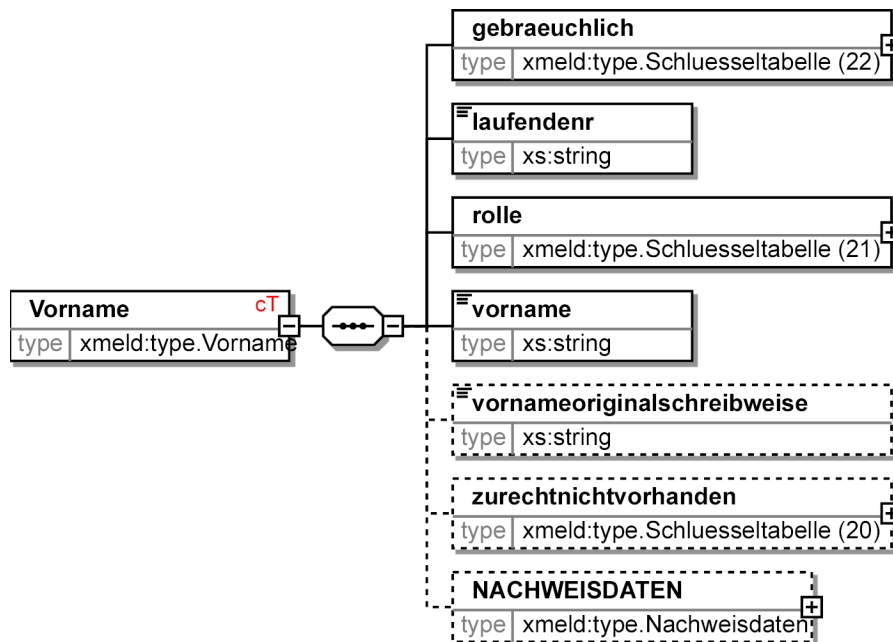 gebraeuchlich
type xmeld:type.Schluesseltabelle (22)
laufendenr
type xs:string
rolle
type xmeld:type.Schluesseltabelle (21)
Vorname cT
type xmeld:type.Vorname
vorname
type xs:string
vornameoriginalschreibweise
type xs:string
zurechtnichtvorhanden
type xmeld:type.Schluesseltabelle (20)
NACHWEISDATEN
type xmeld:type.Nachweisdaten